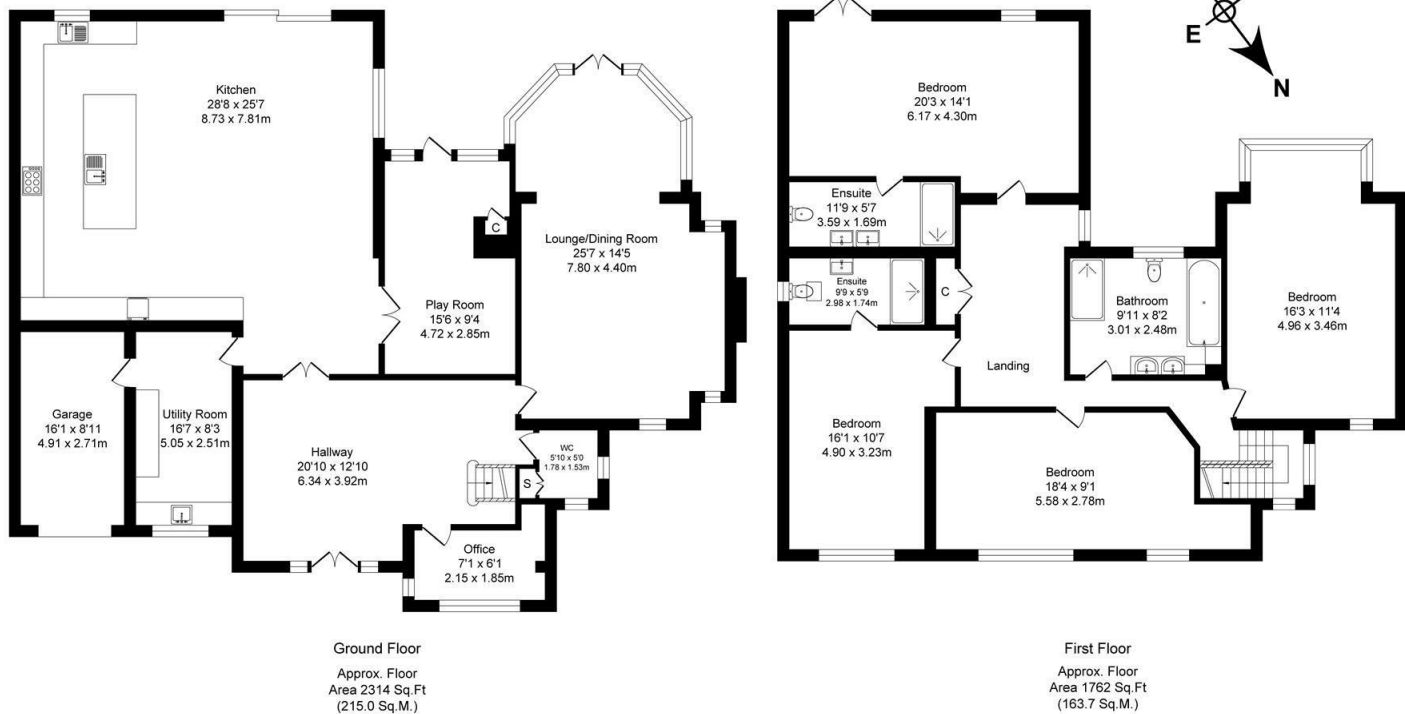 Kitchen
28'8 x 25'7
8.73 x 7.81m
C
Lounge/Dining Room
25'7 x 14'5
7.80 x 4.40m
Play Room
15'6 x 9'4
4.72 x 2.85m
Garage
16'1 x 8'11
4.91 x 2.71m
Utility Room
16'7 x 8'3
5.05 x 2.51m
Hallway
20'10 x 12'10
6.34 x 3.92m
WC
5'10 x 5'0
1.78 x 1.53m
S
Office
7'1 x 6'1
2.15 x 1.85m
Ground Floor
Approx. Floor
Area 2314 Sq.Ft
(215.0 Sq.M.)
E
N
Bedroom
20'3 x 14'1
6.17 x 4.30m
Ensuite
11'9 x 5'7
3.59 x 1.69m
Ensuite
9'9 x 5'9
2.98 x 1.74m
C
Bathroom
9'11 x 8'2
3.01 x 2.48m
Bedroom
16'3 x 11'4
4.96 x 3.46m
Landing
Bedroom
16'1 x 10'7
4.90 x 3.23m
Bedroom
18'4 x 9'1
5.58 x 2.78m
First Floor
Approx. Floor
Area 1762 Sq.Ft
(163.7 Sq.M.)